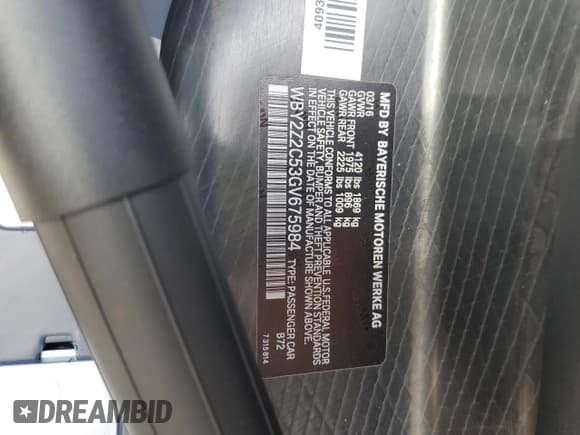 4093
MFD BY BAYERISCHE MOTOREN WERKE AG
03/16
GVWR 4120 lbs 1869 kg
GAWR FRONT 1975 lbs 896 kg
GAWR REAR 2225 lbs 1009 kg
THIS VEHICLE CONFORMS TO ALL APPLICABLE U.S.FEDERAL MOTOR
VEHICLE SAFETY, BUMPER AND THEFT PREVENTION STANDARDS
IN EFFECT ON THE DATE OF MANUFACTURE SHOWN ABOVE.
WBY2Z2C53GV675984 TYPE: PASSENGER CAR
B72
7 315 814
DREAMBID